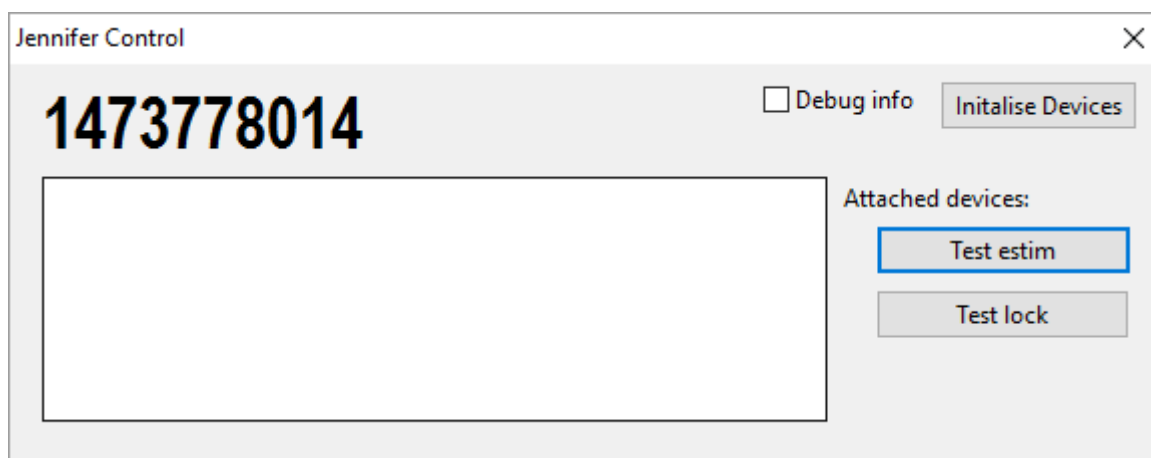 Jennifer Control
1473778014
Debug info
Initalise Devices
Attached devices:
Test estim
Test lock